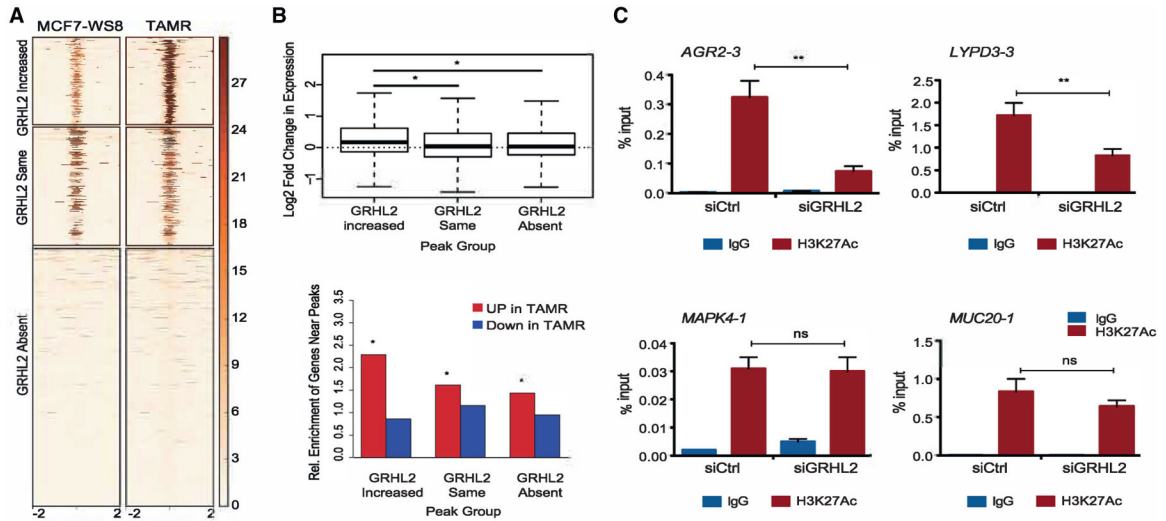 A
MCF7-WS8 TAMR
GRHL2 Increased
GRHL2 Same
GRHL2 Absent
27
24
21
18
15
12
9
6
3
0
-2 2 -2 2
B
Log2 Fold Change in Expression
2
1
0
-1
*
*
GRHL2 increased
GRHL2 Same
GRHL2 Absent
Peak Group
Rel. Enrichment of Genes Near Peaks
3.5
3.0
2.5
2.0
1.5
1.0
0.5
0.0
UP in TAMR
Down in TAMR
*
*
*
GRHL2 Increased
GRHL2 Same
GRHL2 Absent
Peak Group
C
AGR2-3
**
% input
0.4
0.3
0.2
0.1
0.0
siCtrl siGRHL2
IgG H3K27Ac
LYPD3-3
**
% input
2.5
2.0
1.5
1.0
0.5
0.0
siCtrl siGRHL2
IgG H3K27Ac
MAPK4-1
ns
% input
0.04
0.03
0.02
0.01
0.00
siCtrl siGRHL2
IgG H3K27Ac
MUC20-1
IgG
H3K27Ac
ns
% input
1.5
1.0
0.5
0.0
siCtrl siGRHL2
IgG H3K27Ac